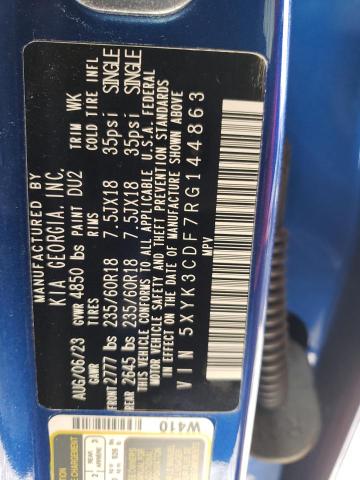 MANUFACTURED BY
KIA GEORGIA, INC.
AUG/06/23 GVWR 4850 lbs PAINT DU2 TRIM WK
GAWR TIRES RIMS COLD TIRE INFL
FRONT 2777 lbs 235/60R18 7.5JX18 35psi SINGLE
REAR 2645 lbs 235/60R18 7.5JX18 35psi SINGLE
THIS VEHICLE CONFORMS TO ALL APPLICABLE U.S.A. FEDERAL
MOTOR VEHICLE SAFETY STANDARDS IN EFFECT ON THE
DATE OF MANUFACTURE SHOWN ABOVE
VIN 5XYK3CDF7RG144863
MPV
W410